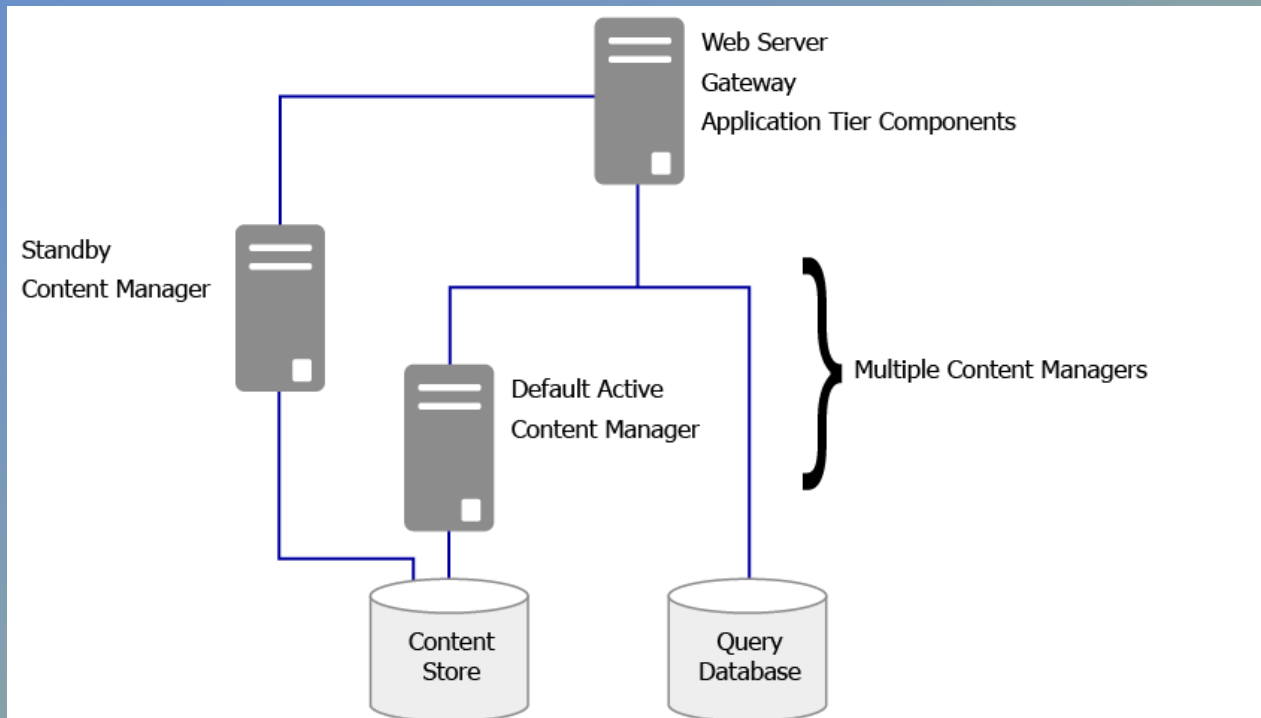 Web Server
Gateway
Application Tier Components
Standby
Content Manager
Default Active
Content Manager
Multiple Content Managers
Content
Store
Query
Database